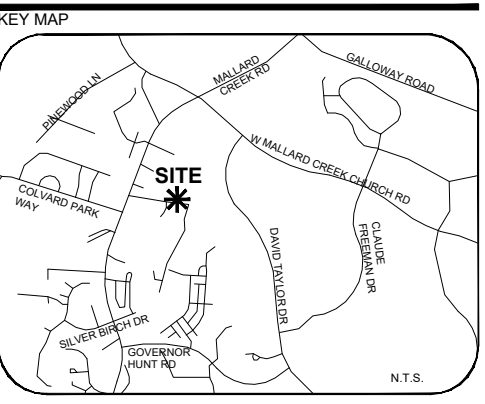 KEY MAP
PINEWOOD LN
MALLARD
CREEK RD
GALLOWAY ROAD
W MALLARD CREEK CHURCH RD
SITE
COLVARD PARK
WAY
DAVID TAYLOR DR
CLAUDE
FREEMAN DR
SILVER BIRCH DR
GOVERNOR
HUNT RD
N.T.S.